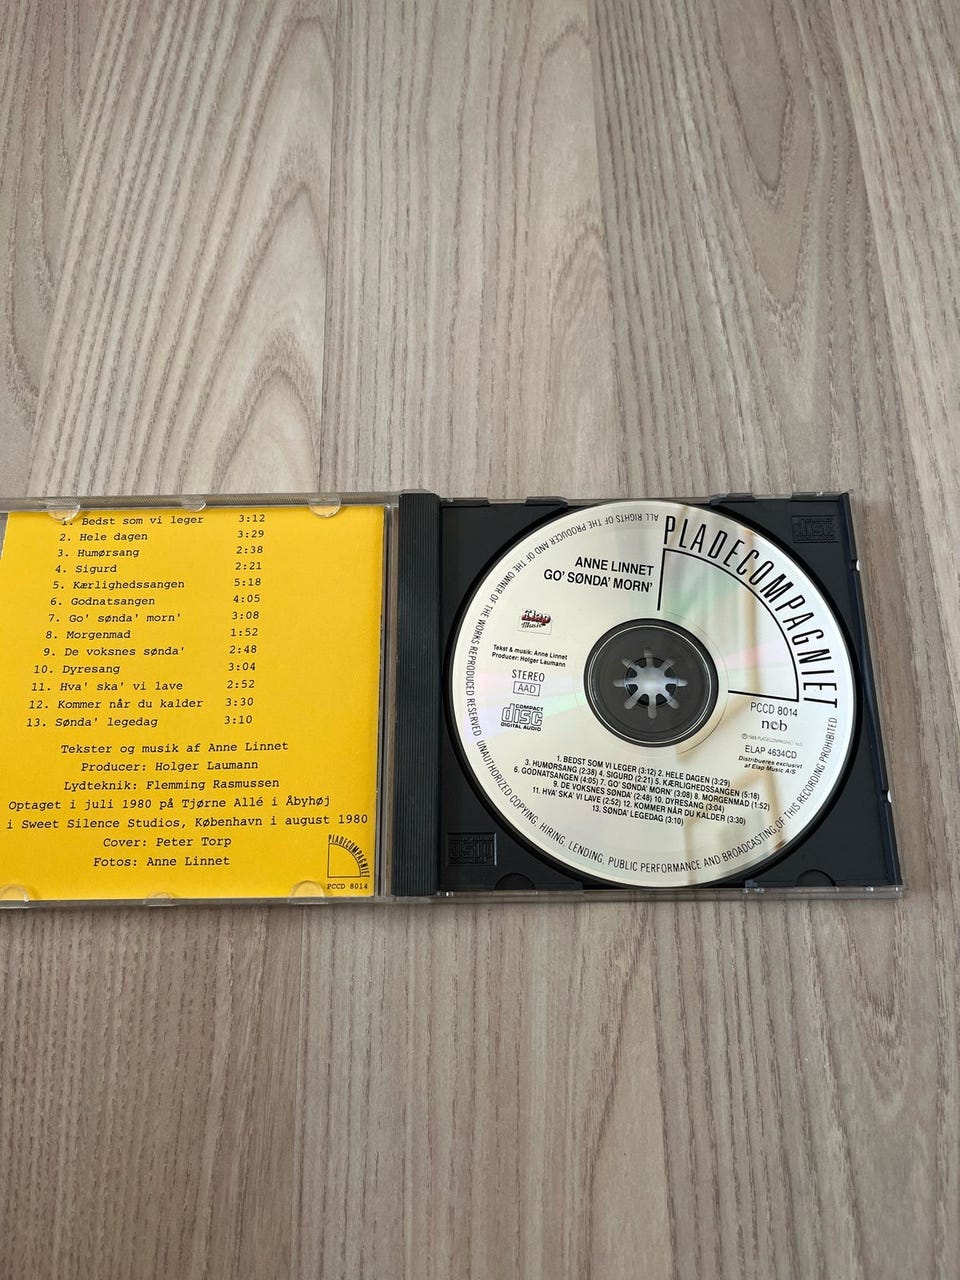 1. Bedst som vi leger 3:12
2. Hele dagen 3:29
3. Humørsang 2:38
4. Sigurd 2:21
5. Kærlighedssangen 5:18
6. Godnatsangen 4:05
7. Go' sønda' morn' 3:08
8. Morgenmad 1:52
9. De voksnes sønda' 2:48
10. Dyresang 3:04
11. Hva' ska' vi lave 2:52
12. Kommer når du kalder 3:30
13. Sønda' legedag 3:10
Tekster og musik af Anne Linnet
Producer: Holger Laumann
Lydteknik: Flemming Rasmussen
Optaget i juli 1980 på Tjørne Allé i Åbyhøj
i Sweet Silence Studios, København i august 1980
Cover: Peter Torp
Fotos: Anne Linnet
PLADECOMPAGNIET
PCCD 8014
PLADECOMPAGNIET
ANNE LINNET
GO' SØNDA' MORN'
Elap
Music
Tekst & musik: Anne Linnet
Producer: Holger Laumann
STEREO
AAD
COMPACT
disc
DIGITAL AUDIO
PCCD 8014
ncb
PLADECOMPAGNIET A/S
ELAP 4634CD
Distribueres exclusivt
af Elap Music A/S
1. BEDST SOM VI LEGER (3:12) 2. HELE DAGEN (3:29)
3. HUMØRSANG (2:38) 4. SIGURD (2:21) 5. KÆRLIGHEDSSANGEN (5:18)
6. GODNATSANGEN (4:05) 7. GO' SØNDA' MORN' (3:08) 8. MORGENMAD (1:52)
9. DE VOKSNES SØNDA' (2:48) 10. DYRESANG (3:04)
11. HVA' SKA' VI LAVE (2:52) 12. KOMMER NÅR DU KALDER (3:30)
13. SØNDA' LEGEDAG (3:10)
ALL RIGHTS OF THE PRODUCER AND OF THE OWNER OF THE WORKS REPRODUCED RESERVED. UNAUTHORIZED COPYING, HIRING, LENDING, PUBLIC PERFORMANCE AND BROADCASTING OF THIS RECORDING PROHIBITED